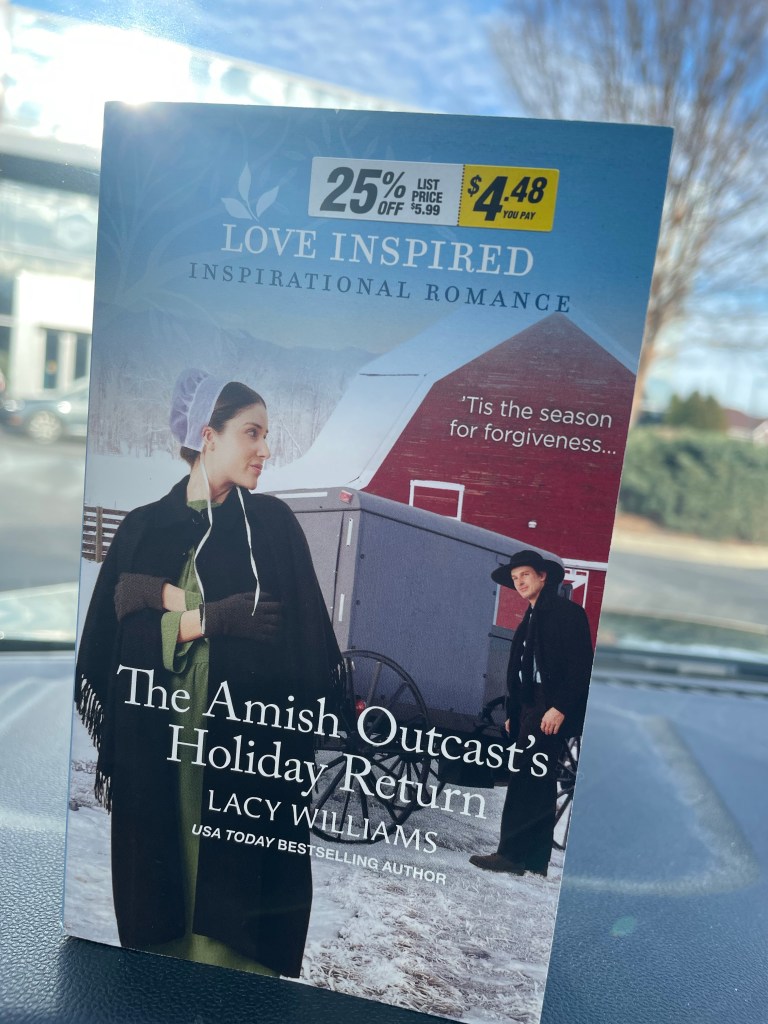 25% OFF LIST PRICE $5.99 $4.48 YOU PAY
LOVE INSPIRED
INSPIRATIONAL ROMANCE
'Tis the season
for forgiveness...
The Amish Outcast's
Holiday Return
LACY WILLIAMS
USA TODAY BESTSELLING AUTHOR